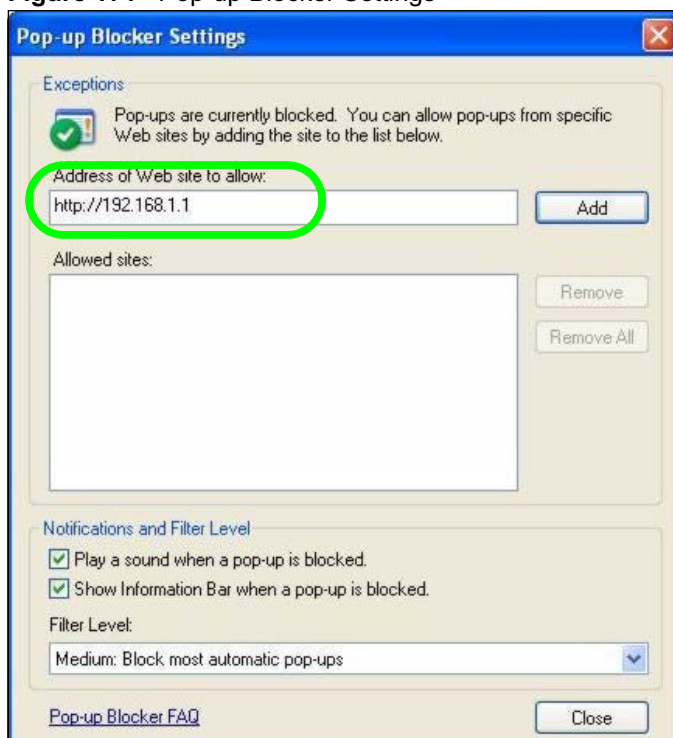 Pop-up Blocker Settings
Exceptions
Pop-ups are currently blocked. You can allow pop-ups from specific
Web sites by adding the site to the list below.
Address of Web site to allow:
http://192.168.1.1
Add
Allowed sites:
Remove
Remove All
Notifications and Filter Level
Play a sound when a pop-up is blocked.
Show Information Bar when a pop-up is blocked.
Filter Level:
Medium: Block most automatic pop-ups
Pop-up Blocker FAQ
Close